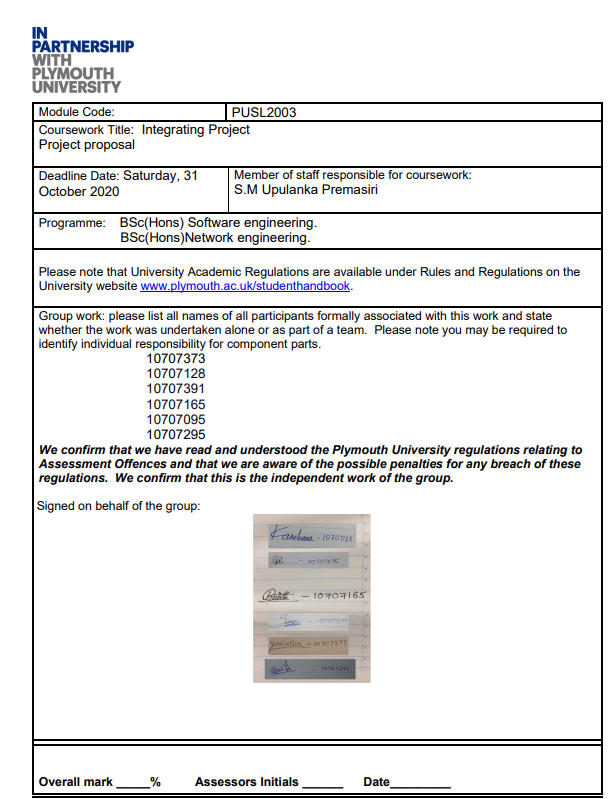 IN
PARTNERSHIP
WITH
PLYMOUTH
UNIVERSITY
Module Code: PUSL2003
Coursework Title: Integrating Project
Project proposal
Deadline Date: Saturday, 31
October 2020
Member of staff responsible for coursework:
S.M Upulanka Premasiri
Programme: BSc(Hons) Software engineering.
BSc(Hons)Network engineering.
Please note that University Academic Regulations are available under Rules and Regulations on the
University website www.plymouth.ac.uk/studenthandbook.
Group work: please list all names of all participants formally associated with this work and state
whether the work was undertaken alone or as part of a team. Please note you may be required to
identify individual responsibility for component parts.
10707373
10707128
10707391
10707165
10707095
10707295
We confirm that we have read and understood the Plymouth University regulations relating to
Assessment Offences and that we are aware of the possible penalties for any breach of these
regulations. We confirm that this is the independent work of the group.
Signed on behalf of the group:
- 10707128
- 10707295
- 10707165
- 10707095
- 10707373
- 10707391
Overall mark _____% Assessors Initials ______ Date_________